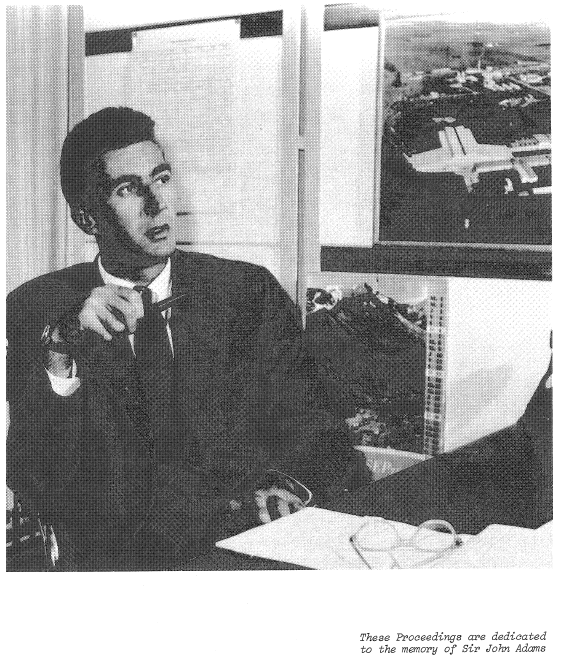 These Proceedings are dedicated
to the memory of Sir John Adams